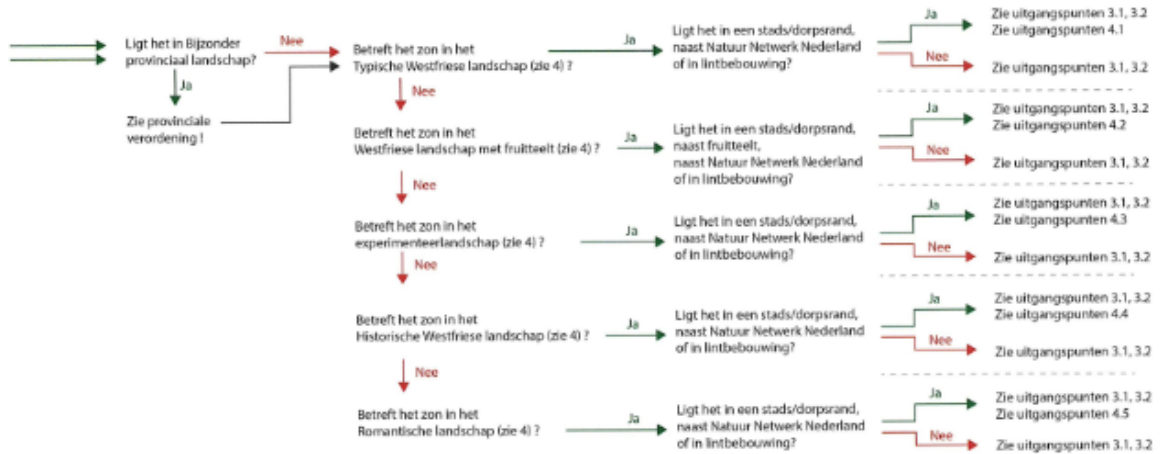 Ligt het in Bijzonder
provinciaal landschap?
Nee
Ja
Zie provinciale
verordening !
Betreft het zon in het
Typische Westfriese landschap (zie 4) ?
Ja
Ligt het in een stads/dorpsrand,
naast Natuur Netwerk Nederland
of in lintbebouwing?
Ja
Zie uitgangspunten 3.1, 3.2
Zie uitgangspunten 4.1
Nee
Zie uitgangspunten 3.1, 3.2
Nee
Betreft het zon in het
Westfriese landschap met fruitteelt (zie 4) ?
Ja
Ligt het in een stads/dorpsrand,
naast fruitteelt,
naast Natuur Netwerk Nederland
of in lintbebouwing?
Ja
Zie uitgangspunten 3.1, 3.2
Zie uitgangspunten 4.2
Nee
Zie uitgangspunten 3.1, 3.2
Nee
Betreft het zon in het
experimenteerlandschap (zie 4) ?
Ja
Ligt het in een stads/dorpsrand,
naast Natuur Netwerk Nederland
of in lintbebouwing?
Ja
Zie uitgangspunten 3.1, 3.2
Zie uitgangspunten 4.3
Nee
Zie uitgangspunten 3.1, 3.2
Nee
Betreft het zon in het
Historische Westfriese landschap (zie 4) ?
Ja
Ligt het in een stads/dorpsrand,
naast Natuur Netwerk Nederland
of in lintbebouwing?
Ja
Zie uitgangspunten 3.1, 3.2
Zie uitgangspunten 4.4
Nee
Zie uitgangspunten 3.1, 3.2
Nee
Betreft het zon in het
Romantische landschap (zie 4) ?
Ja
Ligt het in een stads/dorpsrand,
naast Natuur Netwerk Nederland
of in lintbebouwing?
Ja
Zie uitgangspunten 3.1, 3.2
Zie uitgangspunten 4.5
Nee
Zie uitgangspunten 3.1, 3.2